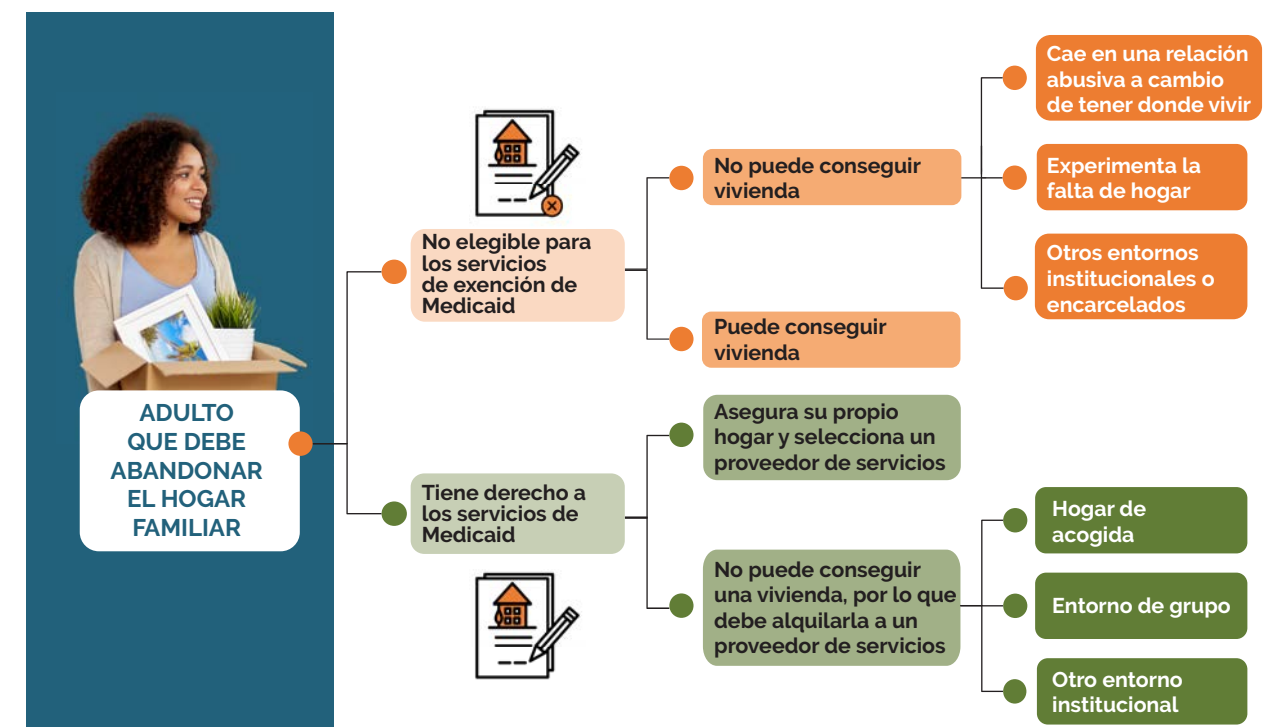 ADULTO
QUE DEBE
ABANDONAR
EL HOGAR
FAMILIAR
No elegible para
los servicios
de exención de
Medicaid
No puede conseguir
vivienda
Cae en una relación
abusiva a cambio
de tener donde vivir
Experimenta la
falta de hogar
Otros entornos
institucionales o
encarcelados
Puede conseguir
vivienda
Tiene derecho a
los servicios de
Medicaid
Asegura su propio
hogar y selecciona un
proveedor de servicios
No puede conseguir
una vivienda, por lo que
debe alquilarla a un
proveedor de servicios
Hogar de
acogida
Entorno de grupo
Otro entorno
institucional